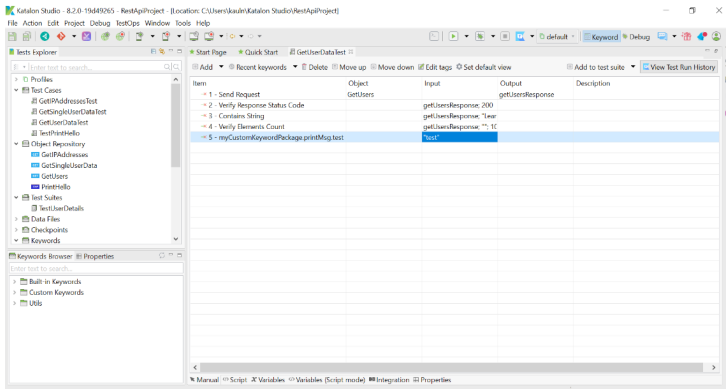 Katalon Studio - 8.2.0-19d49265 - RestApiProject - [Location: C:\Users\kauln\Katalon Studio\RestApiProject]
File Action Edit Project Debug TestOps Window Tools Help
default Keyword Debug
Tests Explorer
Enter text to search...
Profiles
Test Cases
GetIPAddressesTest
GetSingleUserDataTest
GetUserDataTest
TestPrintHello
Object Repository
GetIPAddresses
GetSingleUserData
GetUsers
PrintHello
Test Suites
TestUserDetails
Data Files
Checkpoints
Keywords
Keywords Browser Properties
Enter text to search...
Built-in Keywords
Custom Keywords
Utils
Start Page Quick Start GetUserDataTest
Add Recent keywords Delete Move up Move down Edit tags Set default view Add to test suite View Test Run History
Item Object Input Output Description
1 - Send Request GetUsers getUsersResponse
2 - Verify Response Status Code getUsersResponse; 200
3 - Contains String getUsersResponse; "Lear
4 - Verify Elements Count getUsersResponse; ""; 10
5 - myCustomKeywordPackage.printMsg.test "test"
Manual Script Variables Variables (Script mode) Integration Properties